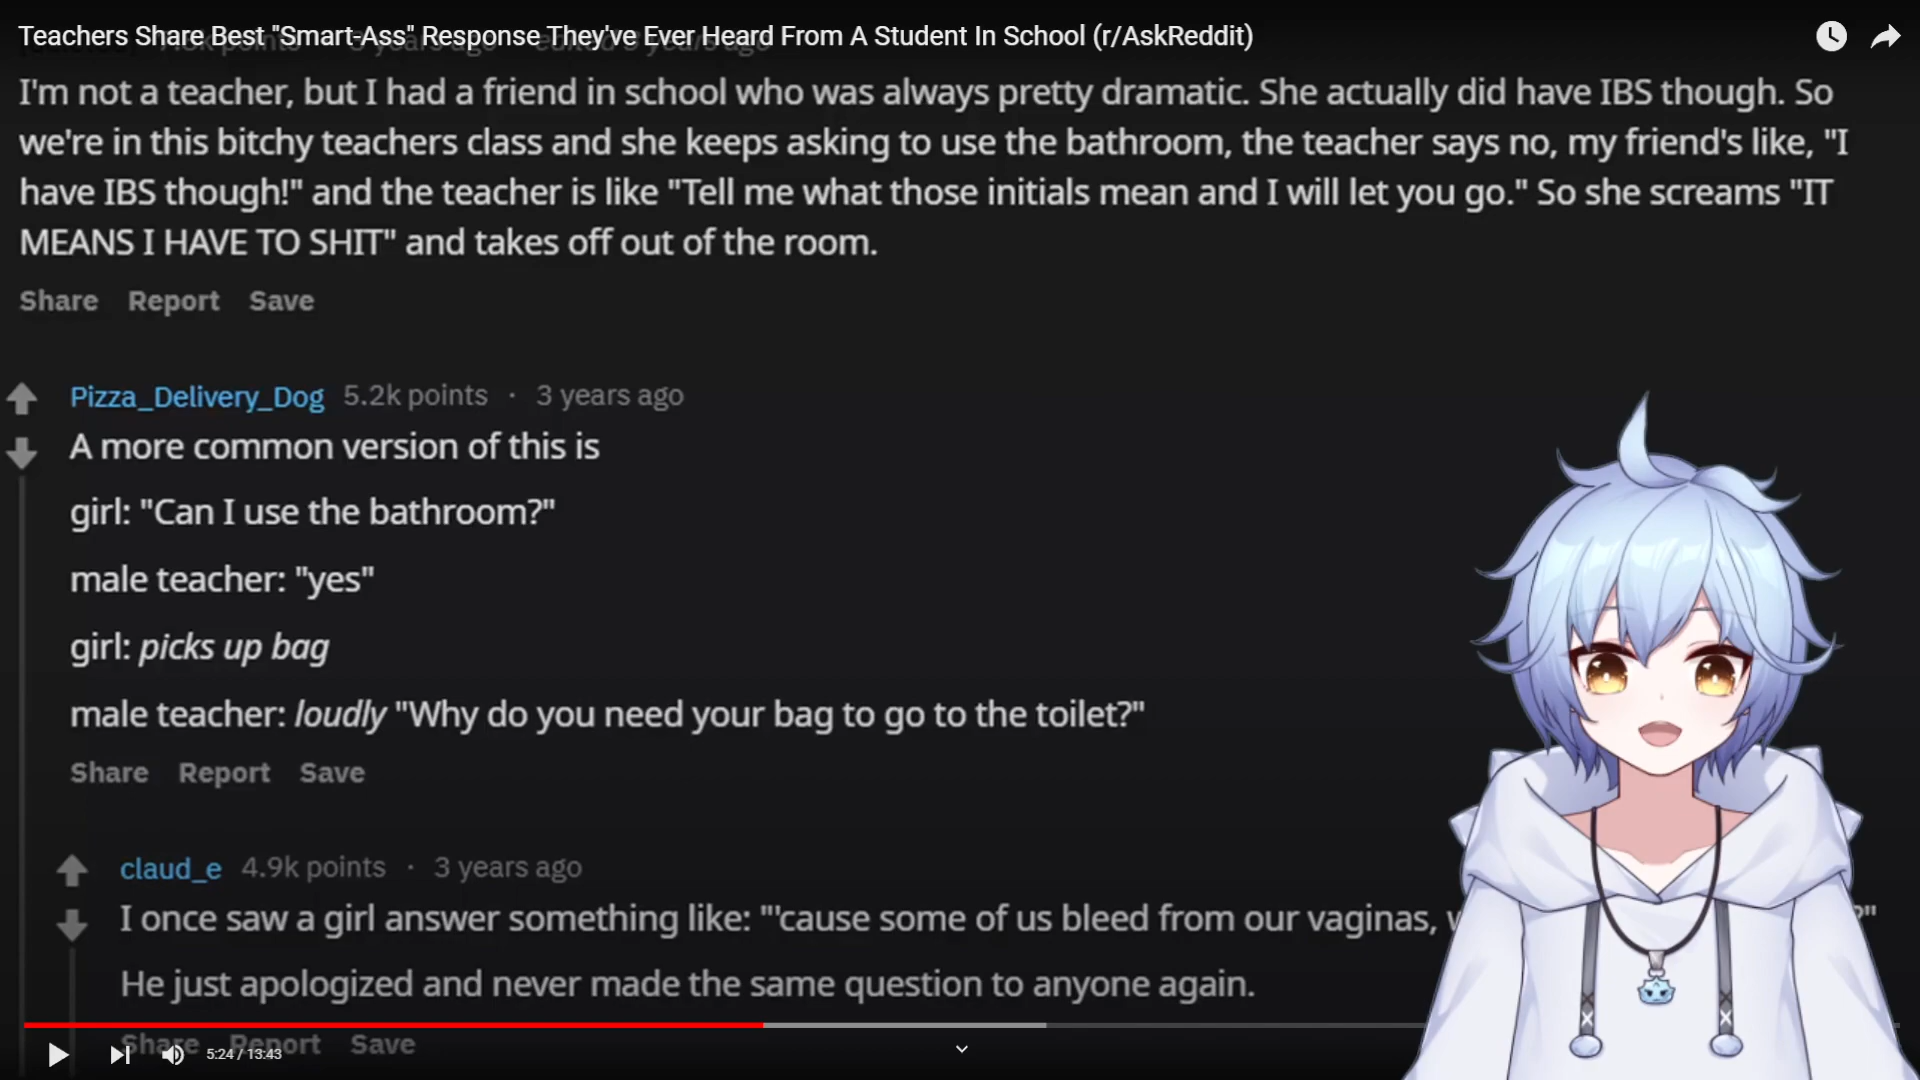 Teachers Share Best "Smart-Ass" Response They've Ever Heard From A Student In School (r/AskReddit)
I'm not a teacher, but I had a friend in school who was always pretty dramatic. She actually did have IBS though. So
we're in this bitchy teachers class and she keeps asking to use the bathroom, the teacher says no, my friend's like, "I
have IBS though!" and the teacher is like "Tell me what those initials mean and I will let you go." So she screams "IT
MEANS I HAVE TO SHIT" and takes off out of the room.
Share Report Save
Pizza_Delivery_Dog 5.2k points · 3 years ago
A more common version of this is
girl: "Can I use the bathroom?"
male teacher: "yes"
girl: picks up bag
male teacher: loudly "Why do you need your bag to go to the toilet?"
Share Report Save
claud_e 4.9k points · 3 years ago
I once saw a girl answer something like: "'cause some of us bleed from our vaginas,
He just apologized and never made the same question to anyone again.
Share Report Save
5:24 / 13:43